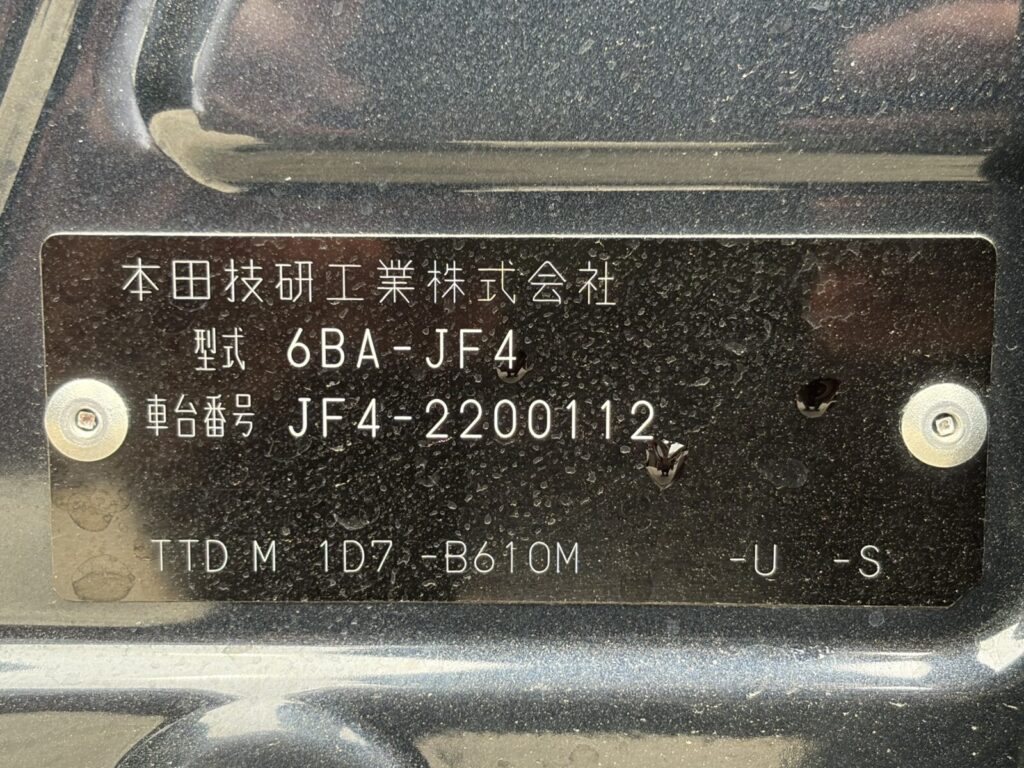 本田技研工業株式会社
型式 6BA-JF4
車台番号 JF4-2200112
TTD M 1D7 -B610M -U -S